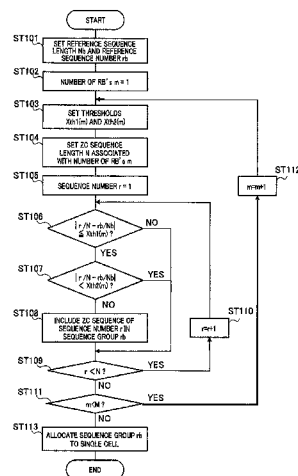 START
ST101
SET REFERENCE SEQUENCE
LENGTH Nb AND REFERENCE
SEQUENCE NUMBER rb
ST102
NUMBER OF RB's m=1
ST103
SET THRESHOLDS
Xth1(m) AND Xth2(m)
ST104
SET ZC SEQUENCE
LENGTH N ASSOCIATED
WITH NUMBER OF RB's m
ST112
m=m+1
ST105
SEQUENCE NUMBER r=1
ST106
| r/N - rb/Nb|
≦ Xth1(m)?
NO
YES
ST107
| r/N - rb/Nb|
YES
NO
ST108
INCLUDE ZC SEQUENCE OF
SEQUENCE NUMBER r IN
SEQUENCE GROUP rb
ST110
r=r+1
ST109
r<N?
YES
NO
ST111
m<M?
YES
NO
ST113
ALLOCATE SEQUENCE GROUP rb
TO SINGLE CELL
END